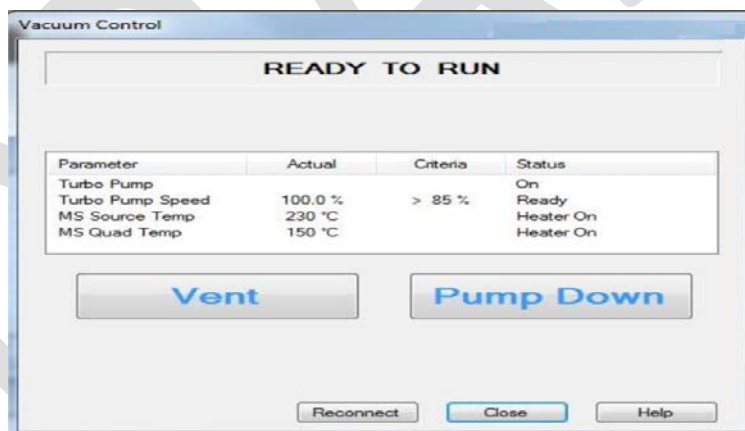 Vacuum Control
READY TO RUN
Parameter Actual Criteria Status
Turbo Pump On
Turbo Pump Speed 100.0 % > 85 % Ready
MS Source Temp 230 °C Heater On
MS Quad Temp 150 °C Heater On
Vent Pump Down
Reconnect Close Help